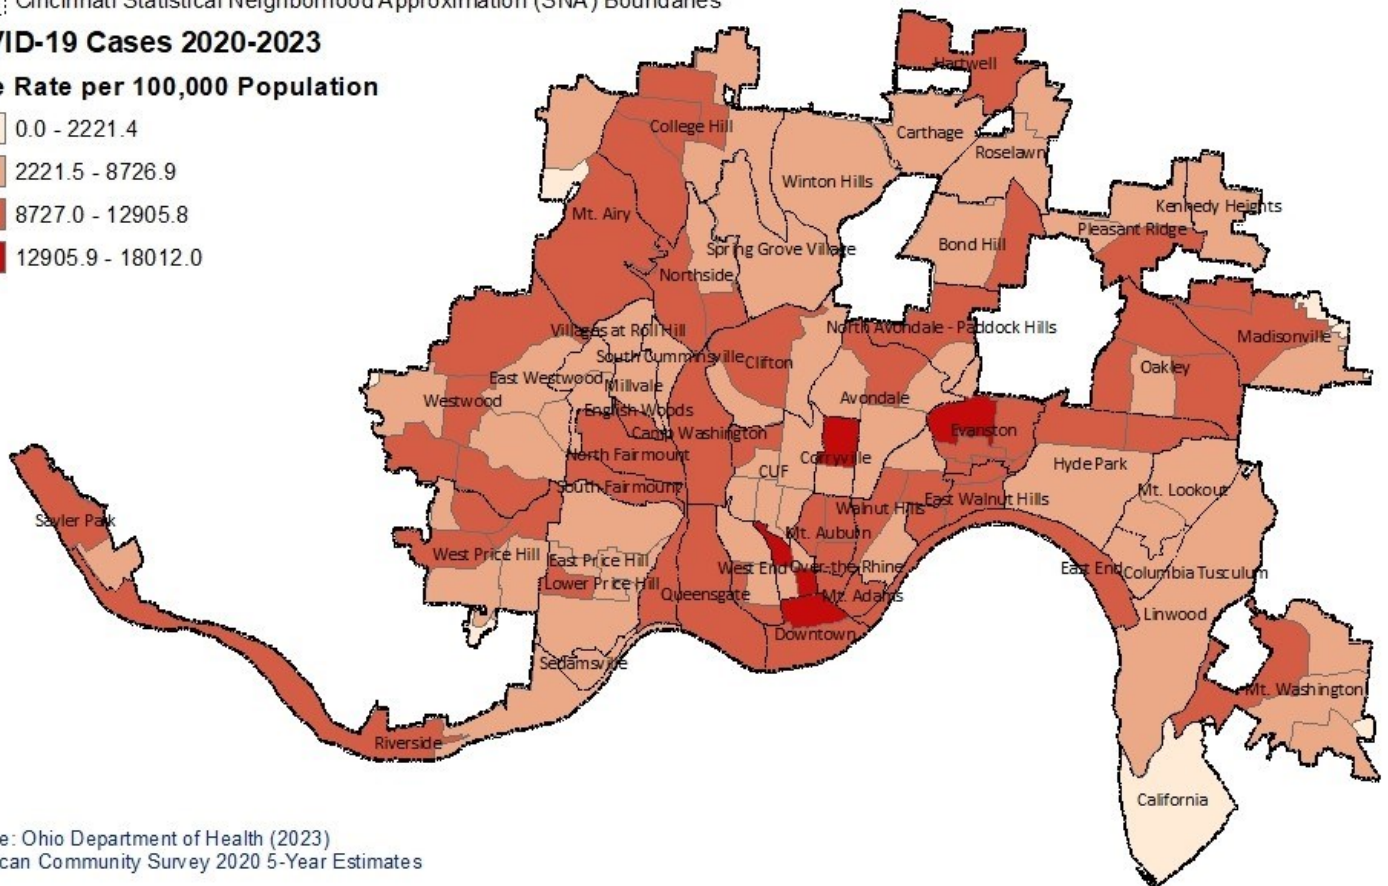 Cincinnati Statistical Neighborhood Approximation (SNA) Boundaries
VID-19 Cases 2020-2023
e Rate per 100,000 Population
0.0 - 2221.4
2221.5 - 8726.9
8727.0 - 12905.8
12905.9 - 18012.0
Hartwell
College Hill
Carthage
Roselawn
Winton Hills
Mt. Airy
Kennedy Heights
Pleasant Ridge
Spring Grove Village
Bond Hill
Northside
Villages at Roll Hill
North Avondale - Paddock Hills
Madisonville
South Cumminsville
Clifton
Oakley
East Westwood
Millvale
Westwood
Avondale
English Woods
Camp Washington
Evanston
North Fairmount
Corryville
CUF
Hyde Park
South Fairmount
Mt. Lookout
East Walnut Hills
Walnut Hills
Sayler Park
Mt. Auburn
West Price Hill
East Price Hill
West End
Over-the-Rhine
East End
Columbia Tusculum
Lower Price Hill
Queensgate
Mt. Adams
Linwood
Downtown
Sedamsville
Mt. Washington
Riverside
California
e: Ohio Department of Health (2023)
can Community Survey 2020 5-Year Estimates